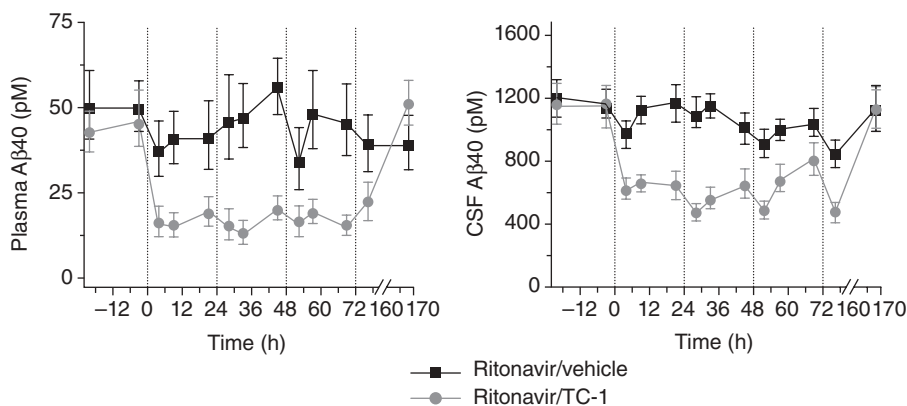 75
50
25
0
Plasma Aβ40 (pM)
–12 0 12 24 36 48 60 72 160 170
Time (h)
1600
1200
800
400
0
CSF Aβ40 (pM)
–12 0 12 24 36 48 60 72 160 170
Time (h)
Ritonavir/vehicle
Ritonavir/TC-1